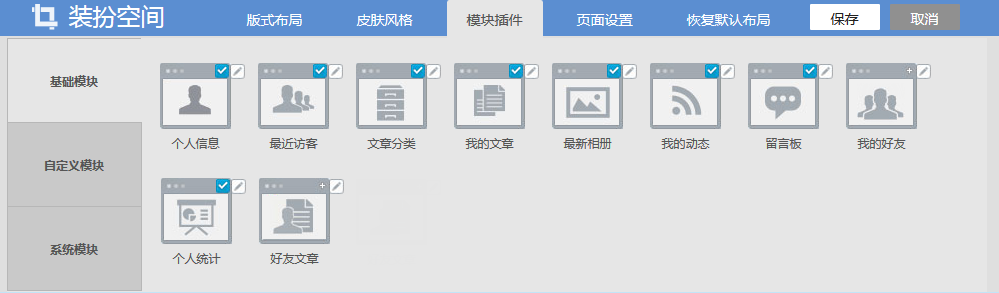 装扮空间 版式布局 皮肤风格 模块插件 页面设置 恢复默认布局 保存 取消
基础模块
个人信息 最近访客 文章分类 我的文章 最新相册 我的动态 留言板 我的好友
自定义模块
系统模块
个人统计 好友文章